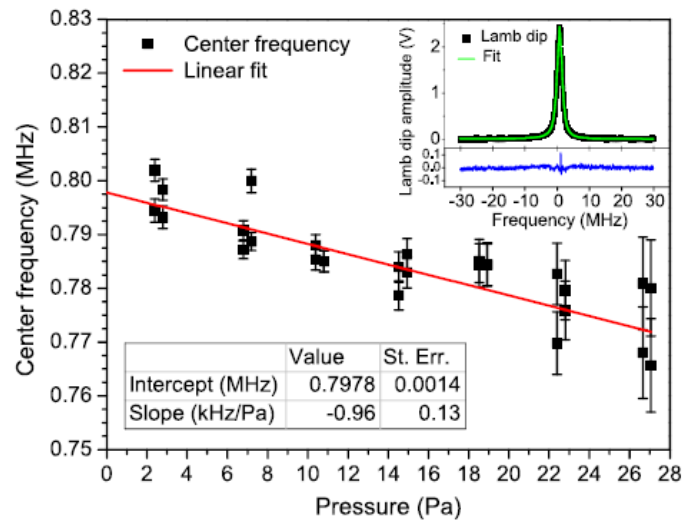 0.83
0.82
0.81
0.80
0.79
0.78
0.77
0.76
0.75
Center frequency (MHz)
Center frequency
Linear fit
Lamb dip
Fit
Lamb dip amplitude (V)
2
1
0
0.1
0.0
-0.1
-30 -20 -10 0 10 20 30
Frequency (MHz)
Value St. Err.
Intercept (MHz) 0.7978 0.0014
Slope (kHz/Pa) -0.96 0.13
0 2 4 6 8 10 12 14 16 18 20 22 24 26 28
Pressure (Pa)